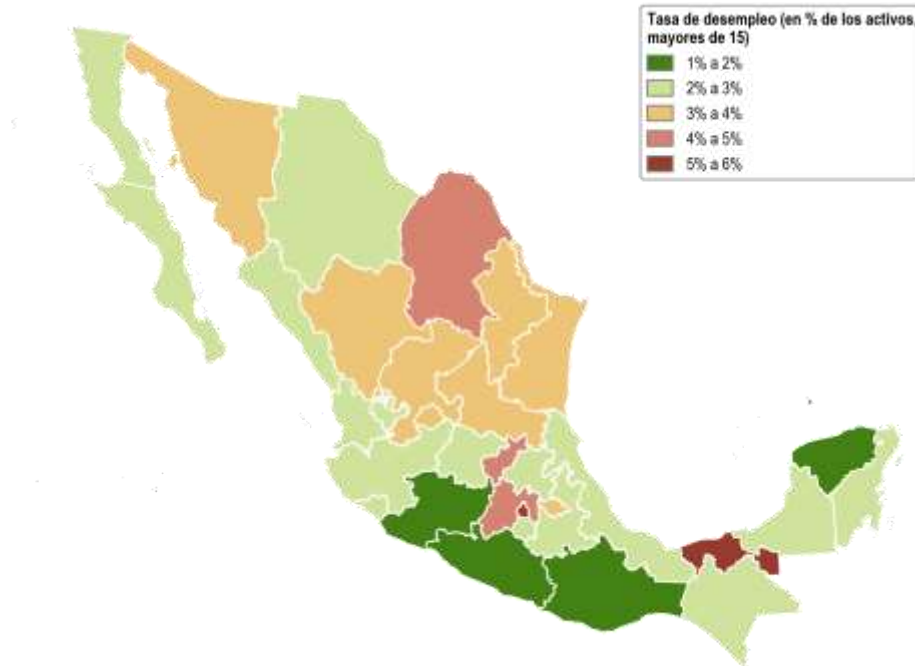 Tasa de desempleo (en % de los activos,
mayores de 15)
1% a 2%
2% a 3%
3% a 4%
4% a 5%
5% a 6%